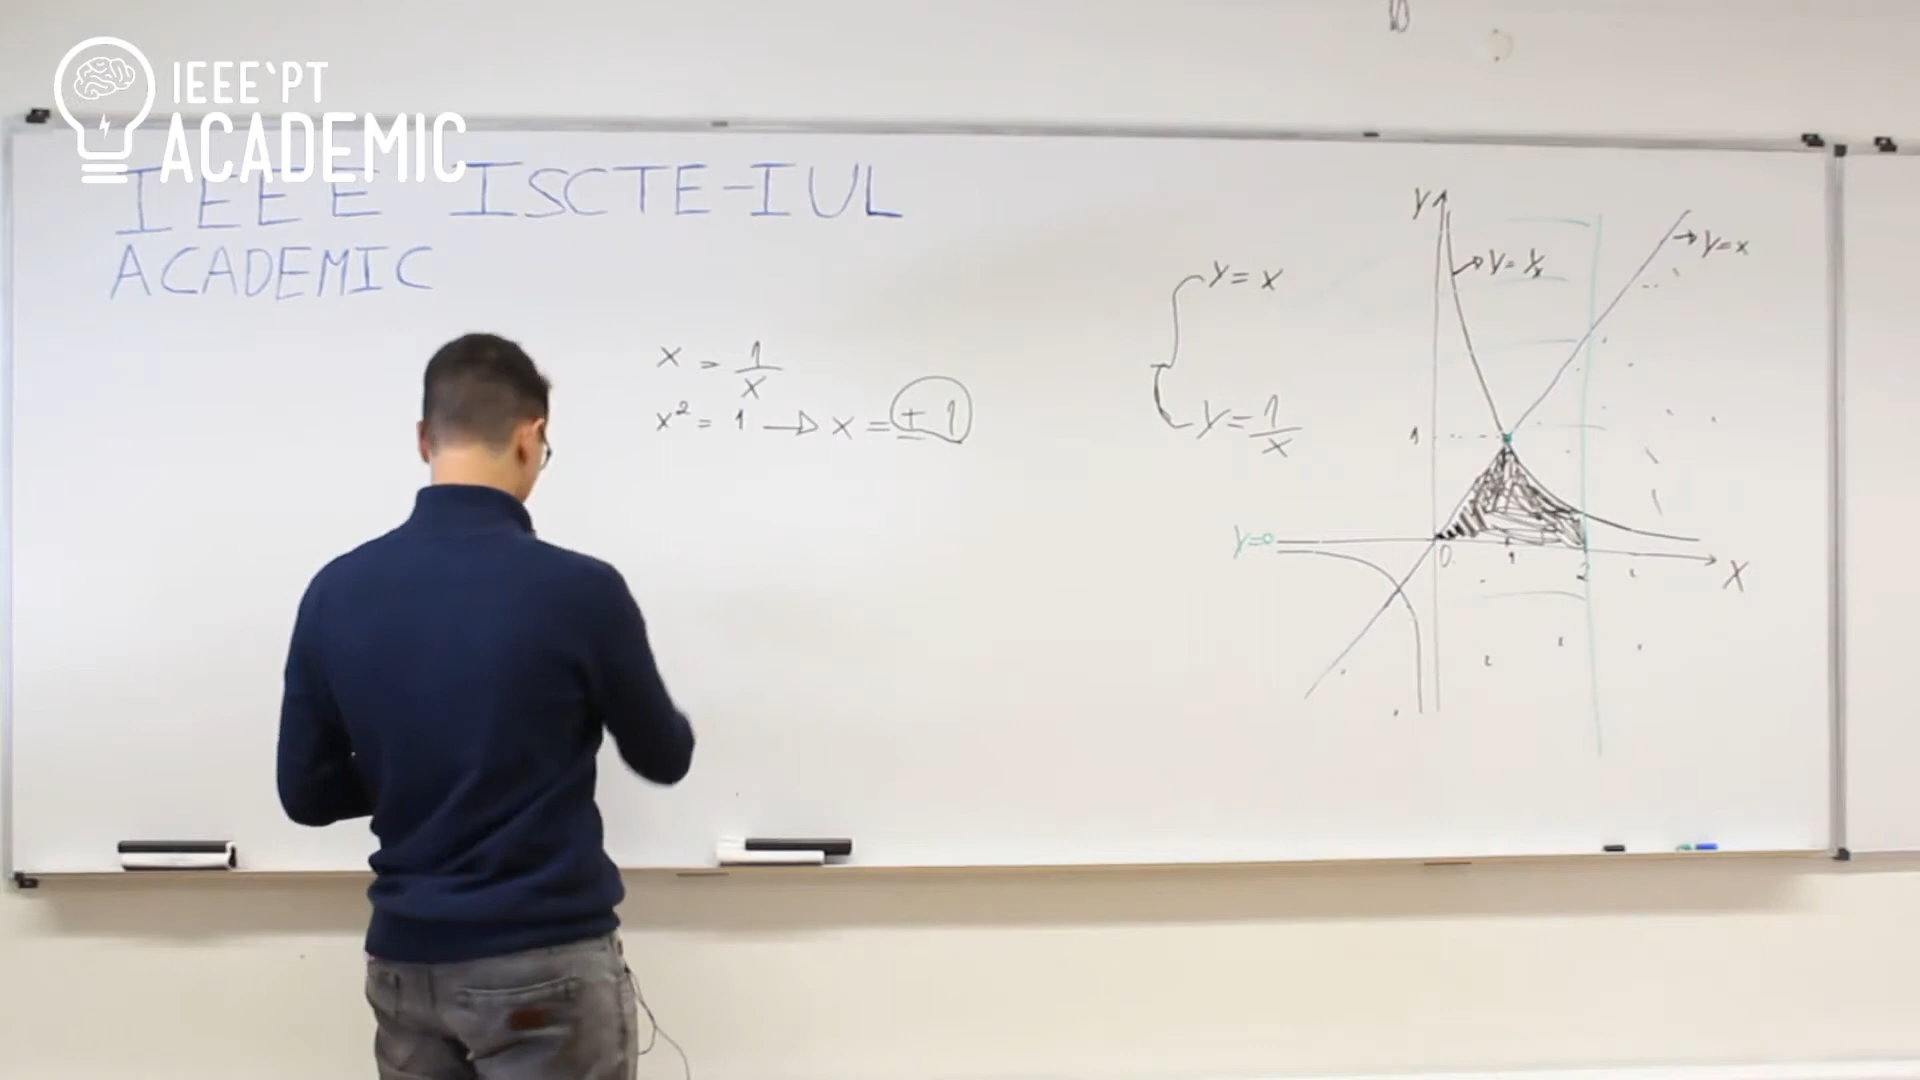 IEEE'PT
ACADEMIC
IEEE ISCTE-IUL
ACADEMIC
x = 1/x
x² = 1 → x = ± 1
y = x
y = 1/x
y
y = 1/x
y = x
1
y=0
0
1
2
x